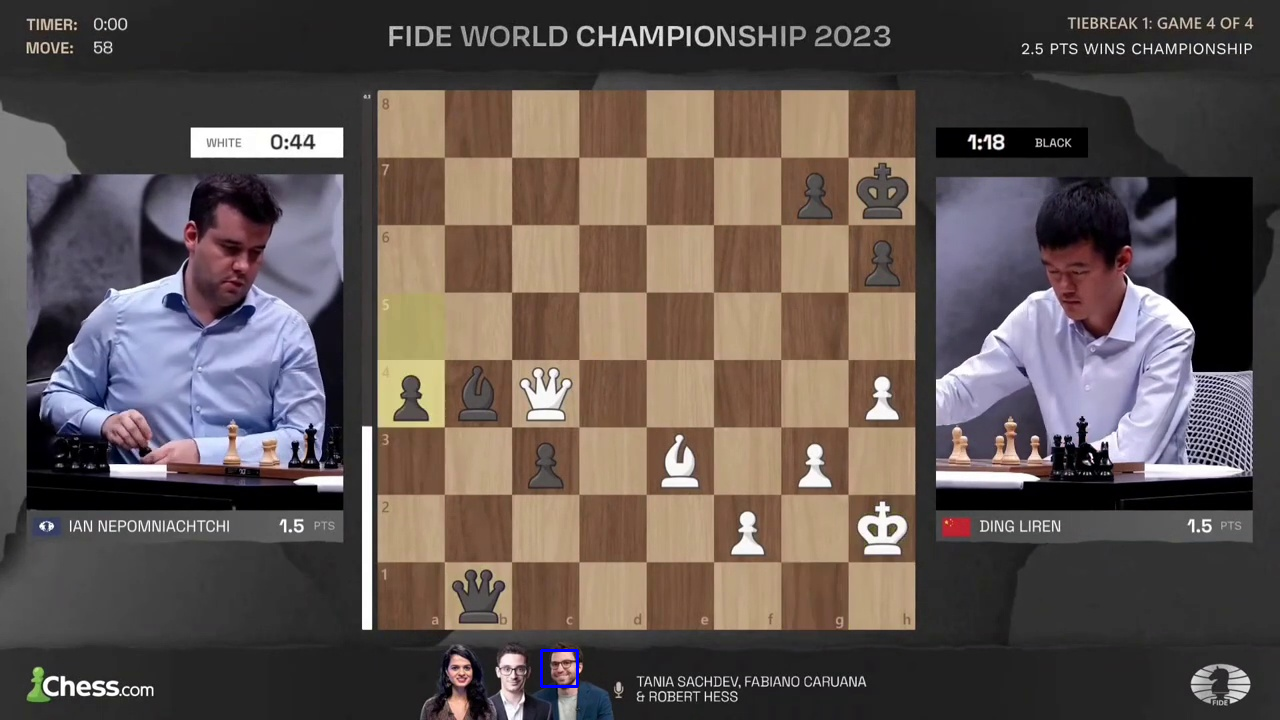 TIMER: 0:00
MOVE: 58
FIDE WORLD CHAMPIONSHIP 2023
TIEBREAK 1: GAME 4 OF 4
2.5 PTS WINS CHAMPIONSHIP
WHITE 0:44
1:18 BLACK
8
7
6
5
4
3
2
1
a b c d e f g h
IAN NEPOMNIACHTCHI 1.5 PTS
DING LIREN 1.5 PTS
Chess.com
TANIA SACHDEV, FABIANO CARUANA
& ROBERT HESS
FIDE